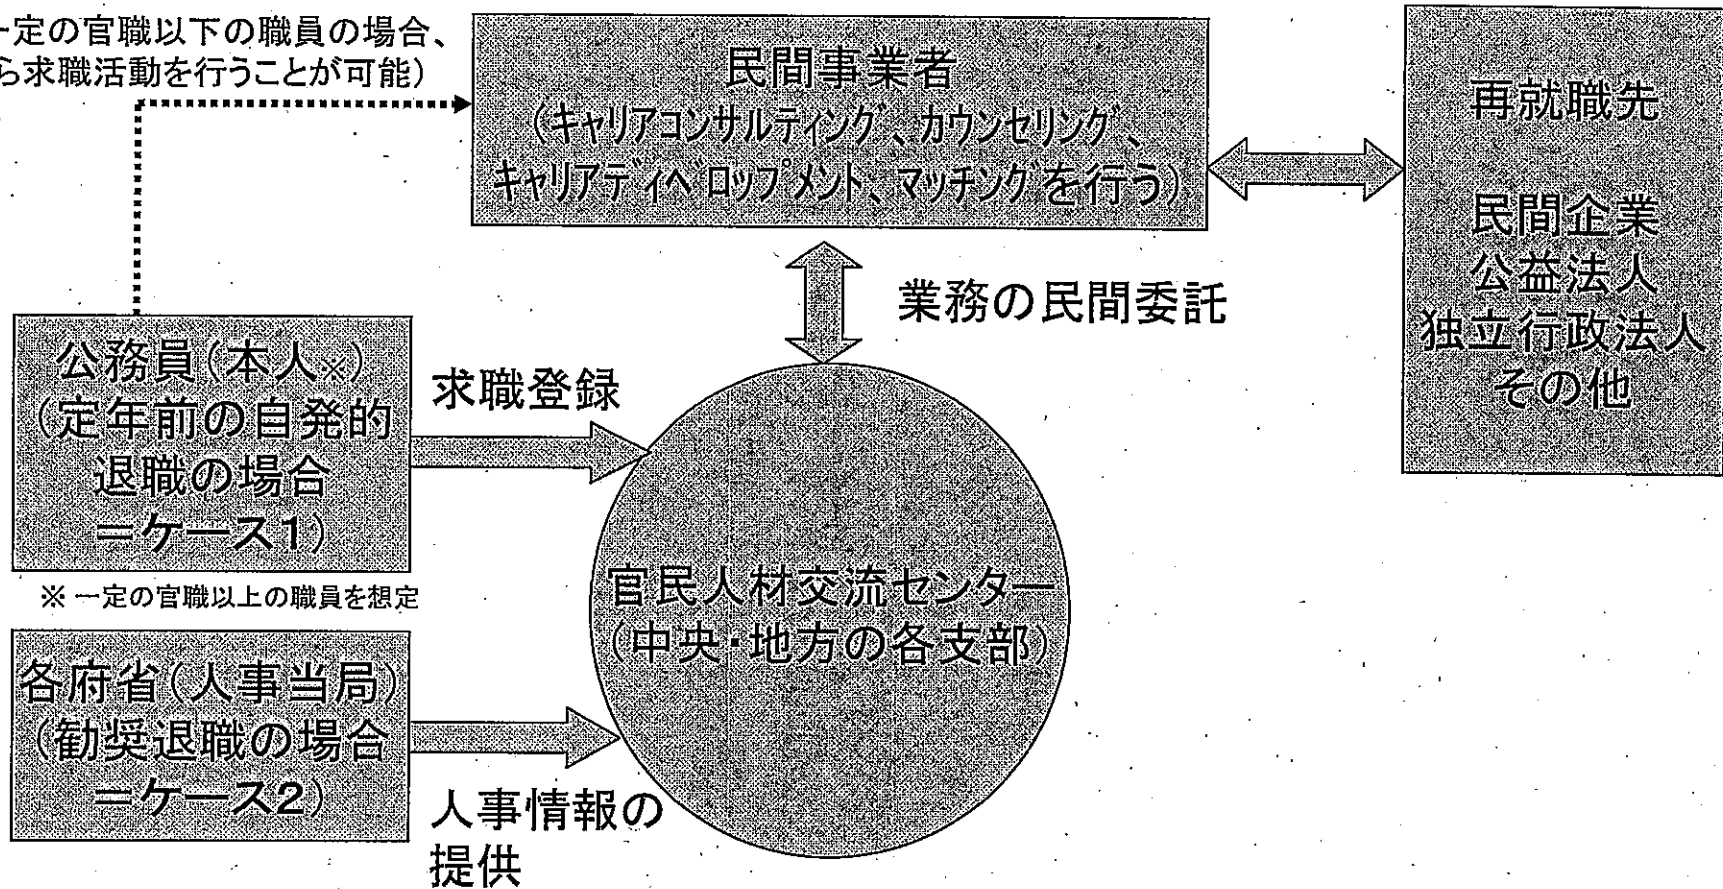 一定の官職以下の職員の場合、
ら求職活動を行うことが可能)
民間事業者
(キャリアコンサルティング、カウンセリング、
キャリアディベロップメント、マッチングを行う)
再就職先
民間企業
公益法人
独立行政法人
その他
業務の民間委託
公務員(本人※)
(定年前の自発的
退職の場合
=ケース1)
求職登録
※ 一定の官職以上の職員を想定
官民人材交流センター
(中央・地方の各支部)
各府省(人事当局)
(勧奨退職の場合
=ケース2)
人事情報の
提供